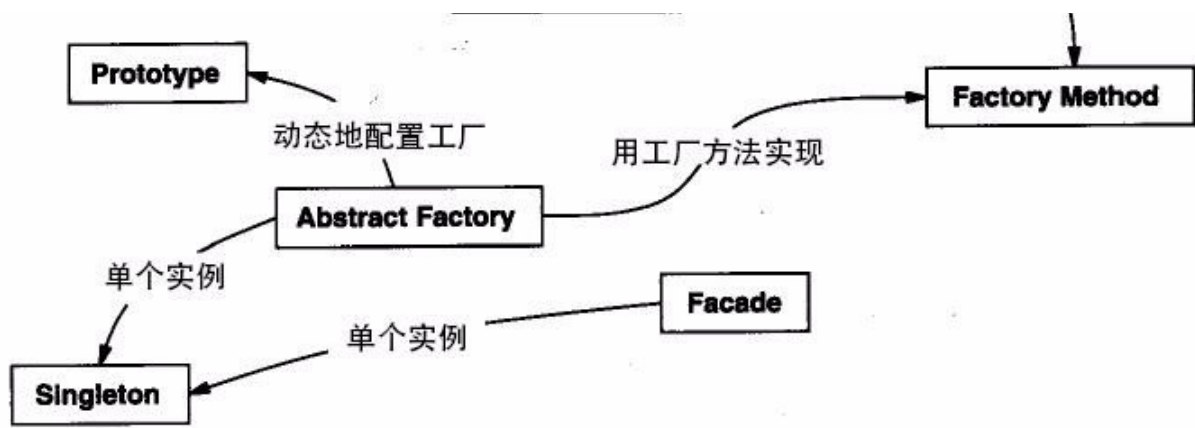 Prototype
Factory Method
动态地配置工厂
用工厂方法实现
Abstract Factory
单个实例
Facade
单个实例
Singleton